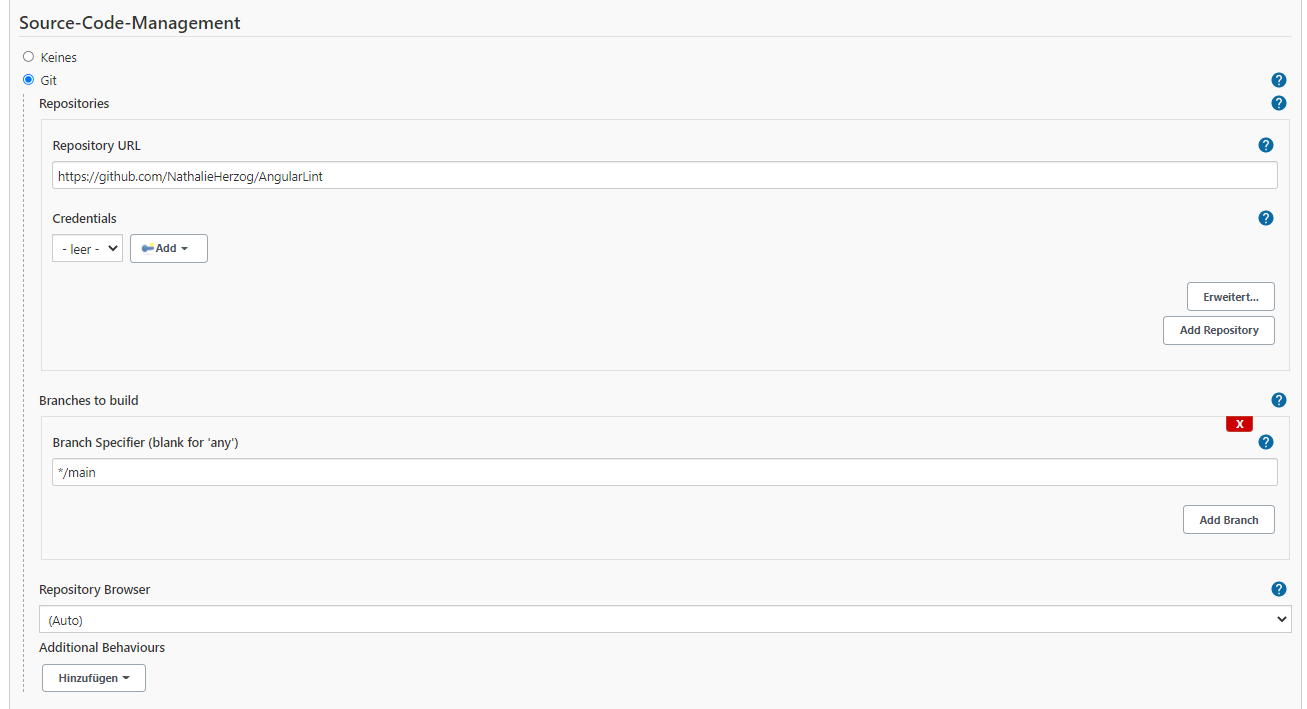 Source-Code-Management
Keines
Git
?
Repositories
?
Repository URL
?
https://github.com/NathalieHerzog/AngularLint
Credentials
?
- leer -
Add
Erweitert...
Add Repository
Branches to build
?
X
Branch Specifier (blank for 'any')
?
*/main
Add Branch
Repository Browser
?
(Auto)
Additional Behaviours
Hinzufügen